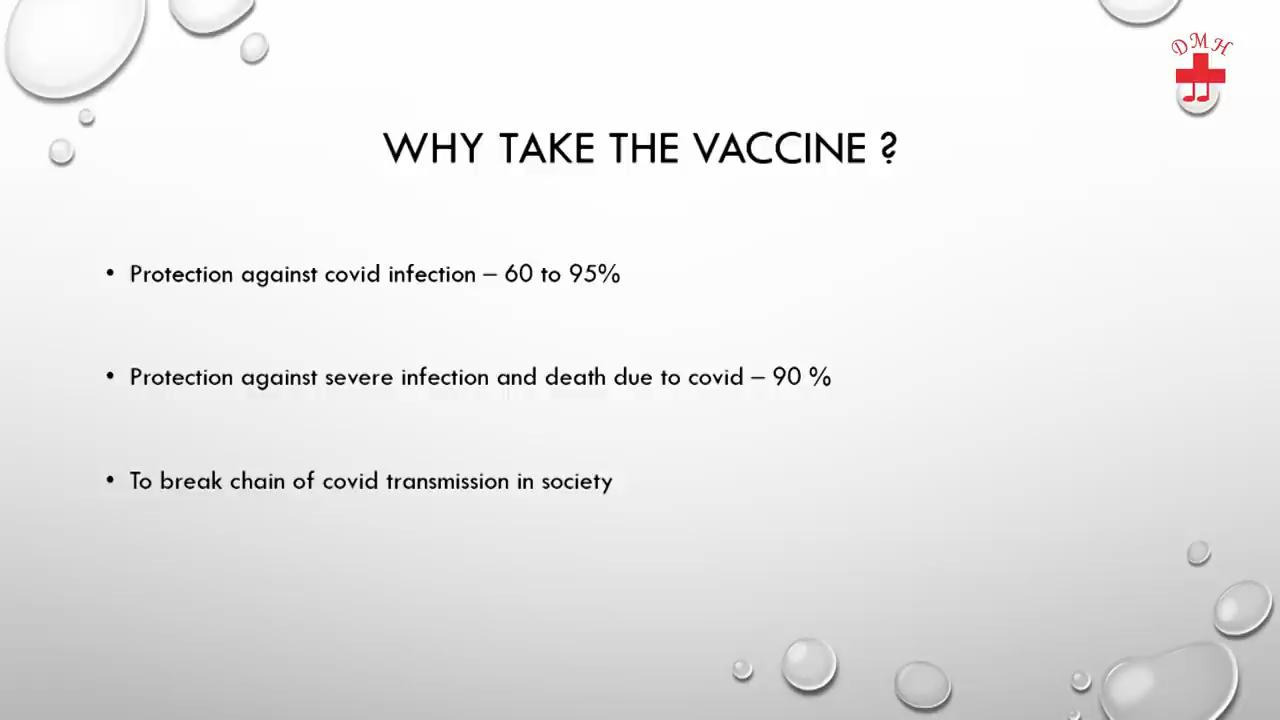 DMH
WHY TAKE THE VACCINE ?
• Protection against covid infection – 60 to 95%
• Protection against severe infection and death due to covid – 90 %
• To break chain of covid transmission in society